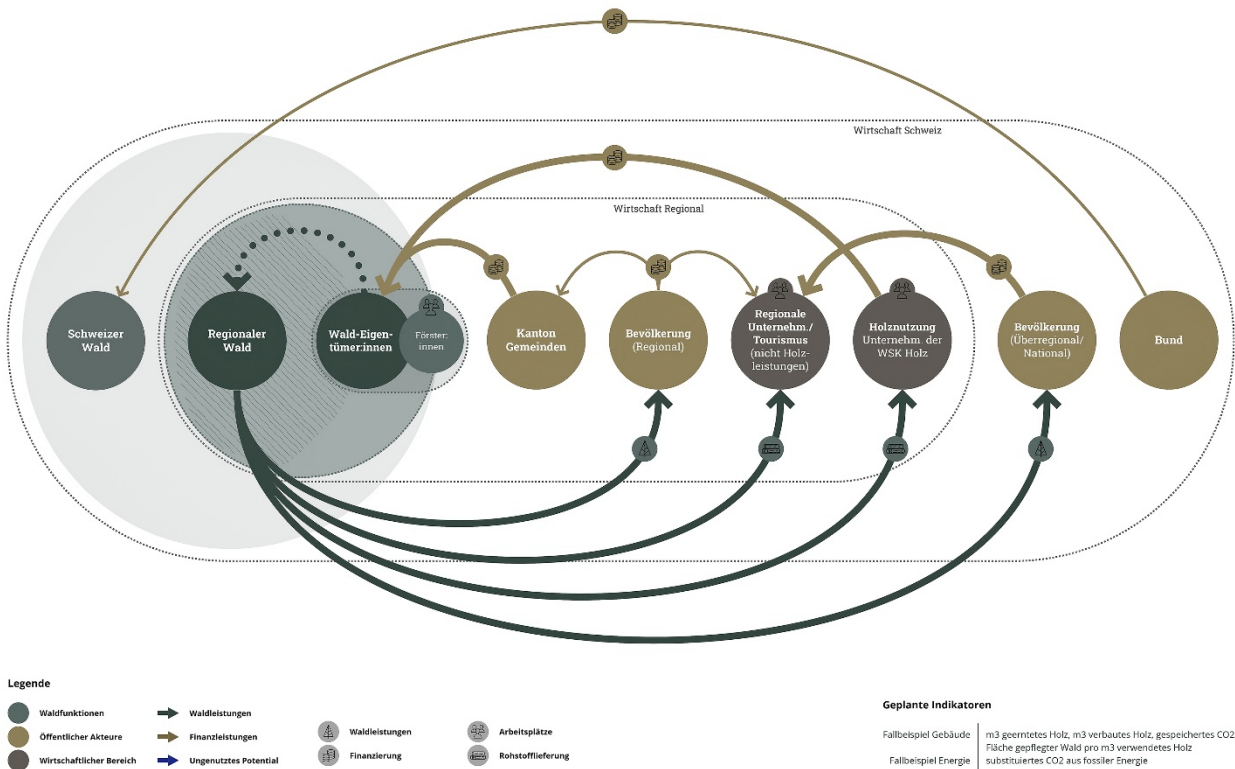 Wirtschaft Schweiz
Wirtschaft Regional
Schweizer
Wald
Regionaler
Wald
Wald-Eigen-
tümer:innen
Förster:
innen
Kanton
Gemeinden
Bevölkerung
(Regional)
Regionale
Unternehm./
Tourismus
(nicht Holz-
leistungen)
Holznutzung
Unternehm. der
WSK Holz
Bevölkerung
(Überregional/
National)
Bund
Legende
Waldfunktionen
Öffentlicher Akteure
Wirtschaftlicher Bereich
Waldleistungen
Finanzleistungen
Ungenutztes Potential
Waldleistungen
Finanzierung
Arbeitsplätze
Rohstofflieferung
Geplante Indikatoren
Fallbeispiel Gebäude m3 geerntetes Holz, m3 verbautes Holz, gespeichertes CO2
Fläche gepflegter Wald pro m3 verwendetes Holz
Fallbeispiel Energie substituiertes CO2 aus fossiler Energie